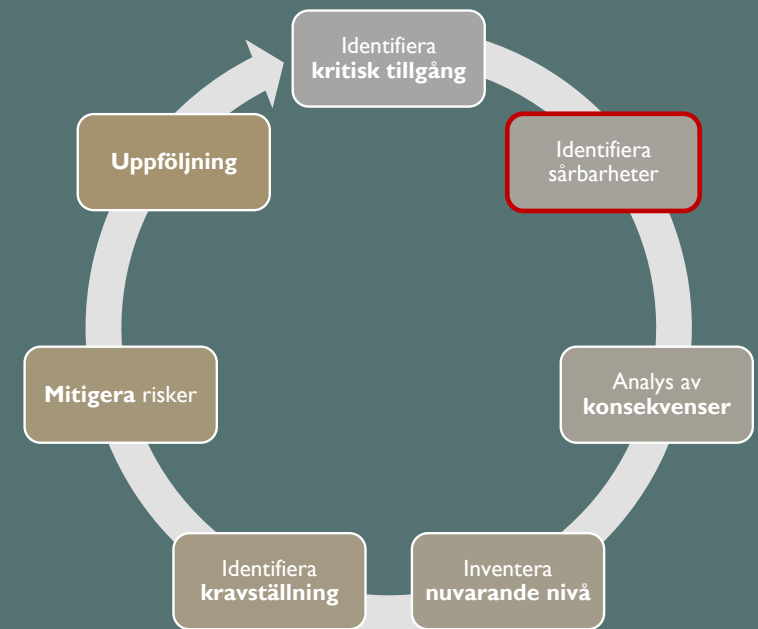 Identifiera
kritisk tillgång
Identifiera
sårbarheter
Analys av
konsekvenser
Inventera
nuvarande nivå
Identifiera
kravställning
Mitigera risker
Uppföljning